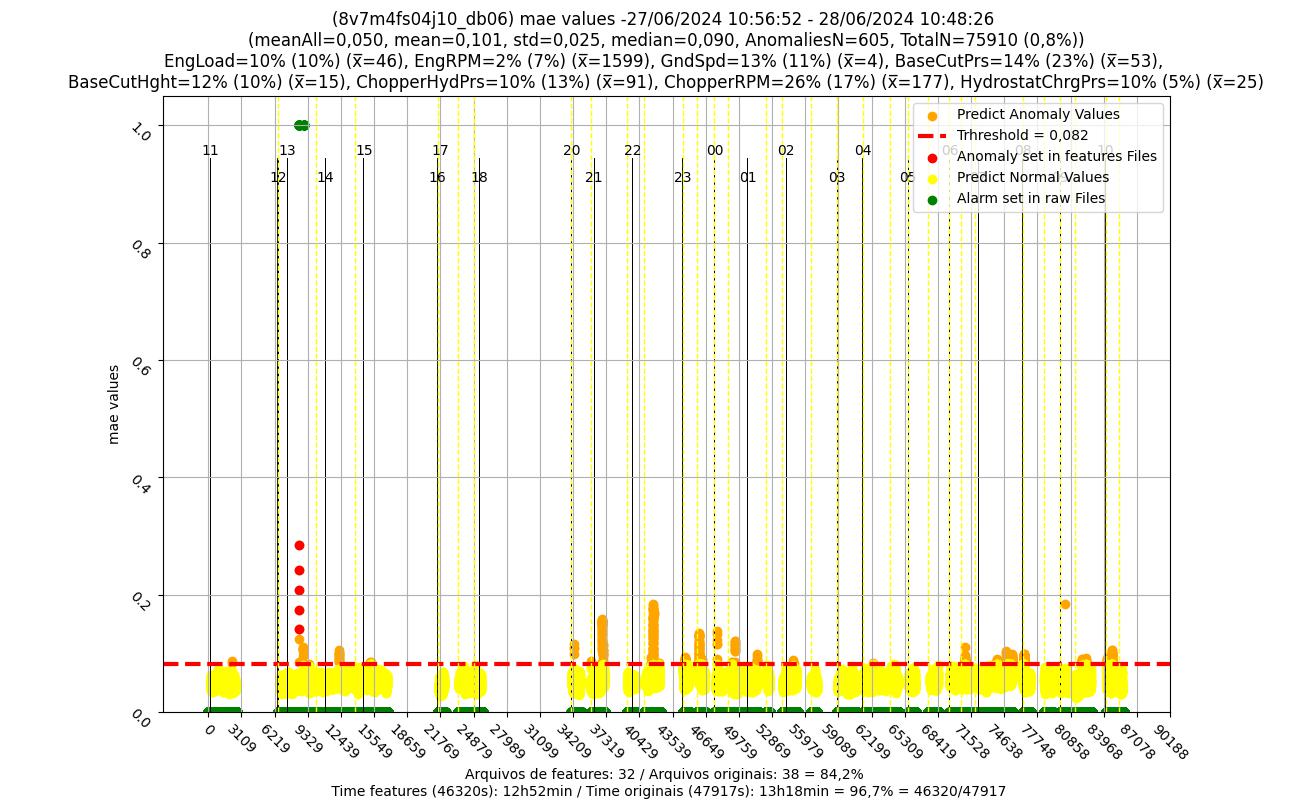 (8v7m4fs04j10_db06) mae values -27/06/2024 10:56:52 - 28/06/2024 10:48:26
(meanAll=0,050, mean=0,101, std=0,025, median=0,090, AnomaliesN=605, TotalN=75910 (0,8%))
EngLoad=10% (10%) (x̅=46), EngRPM=2% (7%) (x̅=1599), GndSpd=13% (11%) (x̅=4), BaseCutPrs=14% (23%) (x̅=53),
BaseCutHght=12% (10%) (x̅=15), ChopperHydPrs=10% (13%) (x̅=91), ChopperRPM=26% (17%) (x̅=177), HydrostatChrgPrs=10% (5%) (x̅=25)
Predict Anomaly Values
Trhreshold = 0,082
Anomaly set in features Files
Predict Normal Values
Alarm set in raw Files
11 13 15 17 20 22 00 02 04 06 08 10
12 14 16 18 21 23 01 03 05
mae values
1.0
0.8
0.6
0.4
0.2
0.0
0 3109 6219 9329 12439 15549 18659 21769 24879 27989 31099 34209 37319 40429 43539 46649 49759 52869 55979 59089 62199 65309 68419 71528 74638 77748 80858 83968 87078 90188
Arquivos de features: 32 / Arquivos originais: 38 = 84,2%
Time features (46320s): 12h52min / Time originais (47917s): 13h18min = 96,7% = 46320/47917